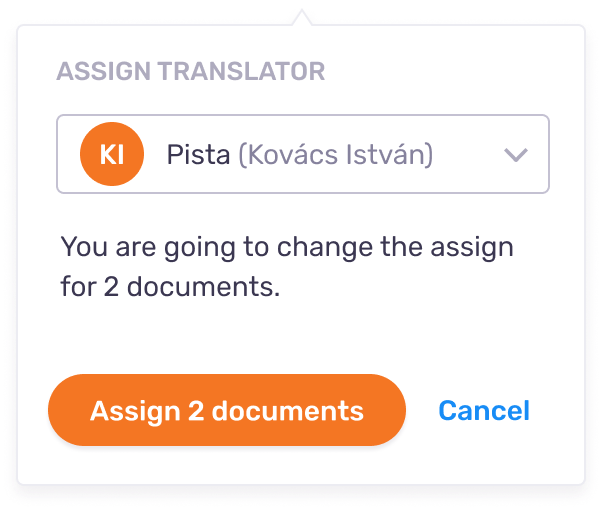 ASSIGN TRANSLATOR
KI Pista (Kovács István)
You are going to change the assign
for 2 documents.
Assign 2 documents Cancel